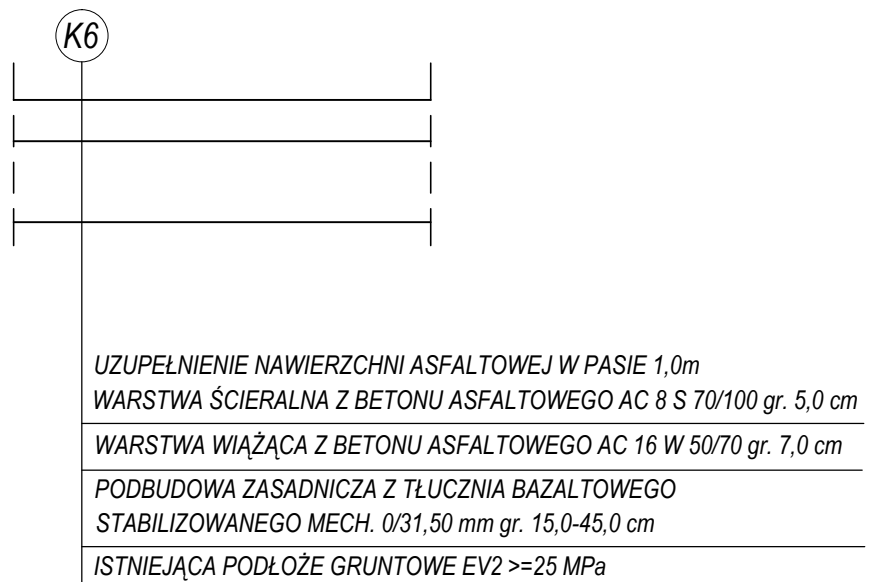 K6
UZUPEŁNIENIE NAWIERZCHNI ASFALTOWEJ W PASIE 1,0m
WARSTWA ŚCIERALNA Z BETONU ASFALTOWEGO AC 8 S 70/100 gr. 5,0 cm
WARSTWA WIĄŻĄCA Z BETONU ASFALTOWEGO AC 16 W 50/70 gr. 7,0 cm
PODBUDOWA ZASADNICZA Z TŁUCZNIA BAZALTOWEGO
STABILIZOWANEGO MECH. 0/31,50 mm gr. 15,0-45,0 cm
ISTNIEJĄCA PODŁOŻE GRUNTOWE EV2 >=25 MPa